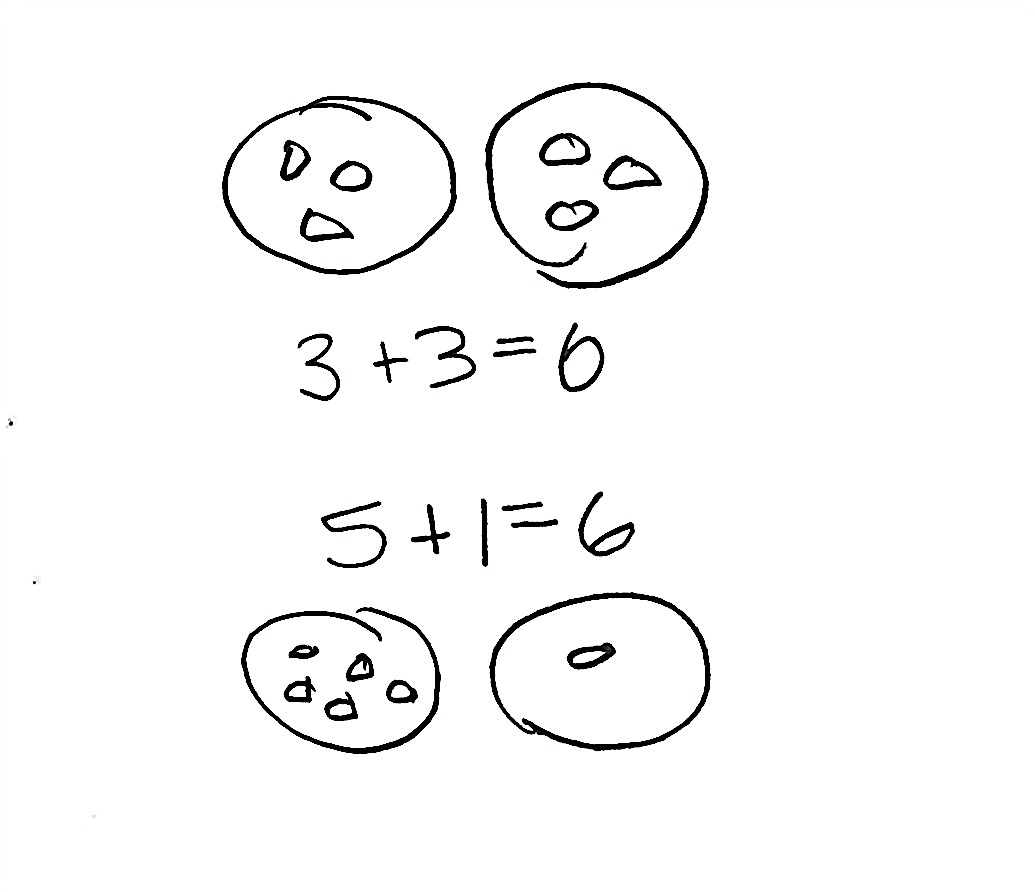 3 + 3 = 6
5 + 1 = 6